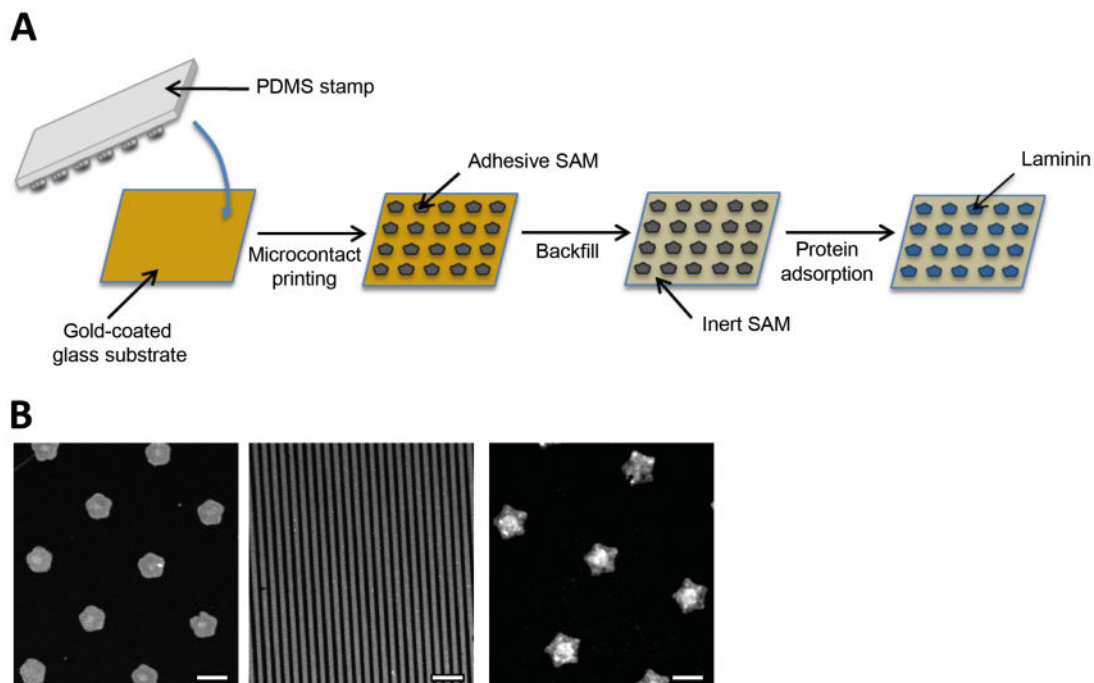 A
PDMS stamp
Adhesive SAM
Laminin
Microcontact
printing
Backfill
Protein
adsorption
Gold-coated
glass substrate
Inert SAM
B